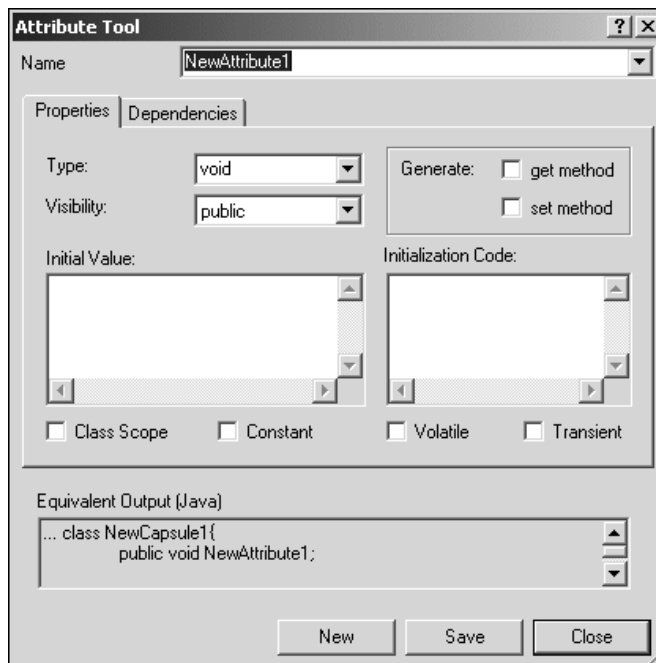 Attribute Tool
Name NewAttribute1
Properties Dependencies
Type: void
Generate: get method
Visibility: public
set method
Initial Value:
Initialization Code:
Class Scope Constant Volatile Transient
Equivalent Output (Java)
... class NewCapsule1{
public void NewAttribute1;
New Save Close